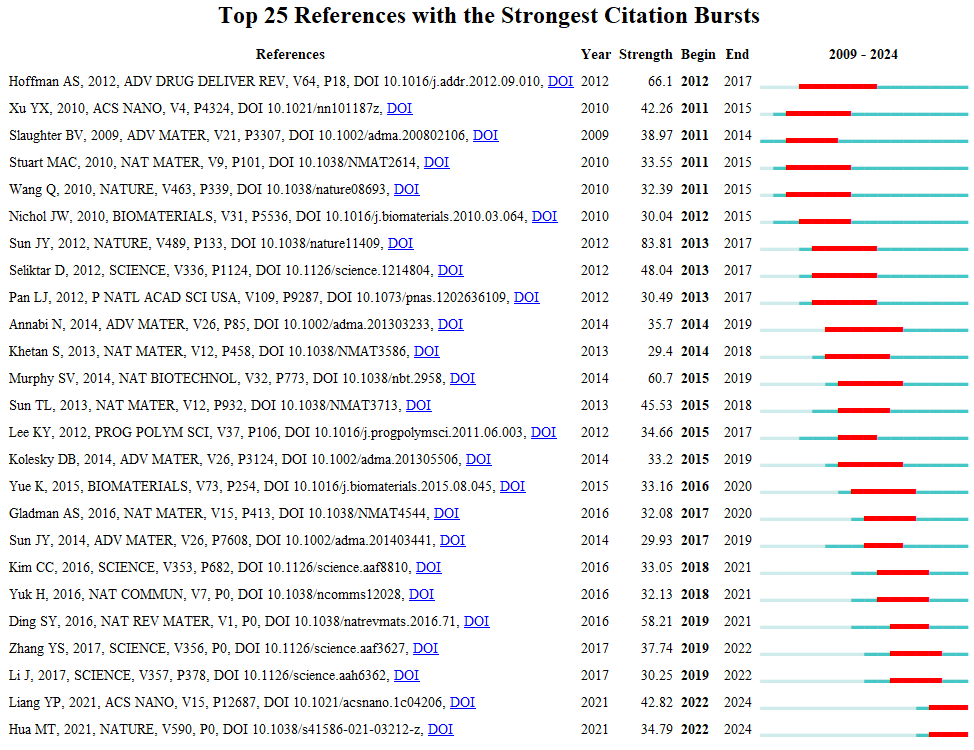 Top 25 References with the Strongest Citation Bursts
References Year Strength Begin End 2009 - 2024
Hoffman AS, 2012, ADV DRUG DELIVER REV, V64, P18, DOI 10.1016/j.addr.2012.09.010, DOI 2012 66.1 2012 2017
Xu YX, 2010, ACS NANO, V4, P4324, DOI 10.1021/nn101187z, DOI 2010 42.26 2011 2015
Slaughter BV, 2009, ADV MATER, V21, P3307, DOI 10.1002/adma.200802106, DOI 2009 38.97 2011 2014
Stuart MAC, 2010, NAT MATER, V9, P101, DOI 10.1038/NMAT2614, DOI 2010 33.55 2011 2015
Wang Q, 2010, NATURE, V463, P339, DOI 10.1038/nature08693, DOI 2010 32.39 2011 2015
Nichol JW, 2010, BIOMATERIALS, V31, P5536, DOI 10.1016/j.biomaterials.2010.03.064, DOI 2010 30.04 2012 2015
Sun JY, 2012, NATURE, V489, P133, DOI 10.1038/nature11409, DOI 2012 83.81 2013 2017
Seliktar D, 2012, SCIENCE, V336, P1124, DOI 10.1126/science.1214804, DOI 2012 48.04 2013 2017
Pan LJ, 2012, P NATL ACAD SCI USA, V109, P9287, DOI 10.1073/pnas.1202636109, DOI 2012 30.49 2013 2017
Annabi N, 2014, ADV MATER, V26, P85, DOI 10.1002/adma.201303233, DOI 2014 35.7 2014 2019
Khetan S, 2013, NAT MATER, V12, P458, DOI 10.1038/NMAT3586, DOI 2013 29.4 2014 2018
Murphy SV, 2014, NAT BIOTECHNOL, V32, P773, DOI 10.1038/nbt.2958, DOI 2014 60.7 2015 2019
Sun TL, 2013, NAT MATER, V12, P932, DOI 10.1038/NMAT3713, DOI 2013 45.53 2015 2018
Lee KY, 2012, PROG POLYM SCI, V37, P106, DOI 10.1016/j.progpolymsci.2011.06.003, DOI 2012 34.66 2015 2017
Kolesky DB, 2014, ADV MATER, V26, P3124, DOI 10.1002/adma.201305506, DOI 2014 33.2 2015 2019
Yue K, 2015, BIOMATERIALS, V73, P254, DOI 10.1016/j.biomaterials.2015.08.045, DOI 2015 33.16 2016 2020
Gladman AS, 2016, NAT MATER, V15, P413, DOI 10.1038/NMAT4544, DOI 2016 32.08 2017 2020
Sun JY, 2014, ADV MATER, V26, P7608, DOI 10.1002/adma.201403441, DOI 2014 29.93 2017 2019
Kim CC, 2016, SCIENCE, V353, P682, DOI 10.1126/science.aaf8810, DOI 2016 33.05 2018 2021
Yuk H, 2016, NAT COMMUN, V7, P0, DOI 10.1038/ncomms12028, DOI 2016 32.13 2018 2021
Ding SY, 2016, NAT REV MATER, V1, P0, DOI 10.1038/natrevmats.2016.71, DOI 2016 58.21 2019 2021
Zhang YS, 2017, SCIENCE, V356, P0, DOI 10.1126/science.aaf3627, DOI 2017 37.74 2019 2022
Li J, 2017, SCIENCE, V357, P378, DOI 10.1126/science.aah6362, DOI 2017 30.25 2019 2022
Liang YP, 2021, ACS NANO, V15, P12687, DOI 10.1021/acsnano.1c04206, DOI 2021 42.82 2022 2024
Hua MT, 2021, NATURE, V590, P0, DOI 10.1038/s41586-021-03212-z, DOI 2021 34.79 2022 2024